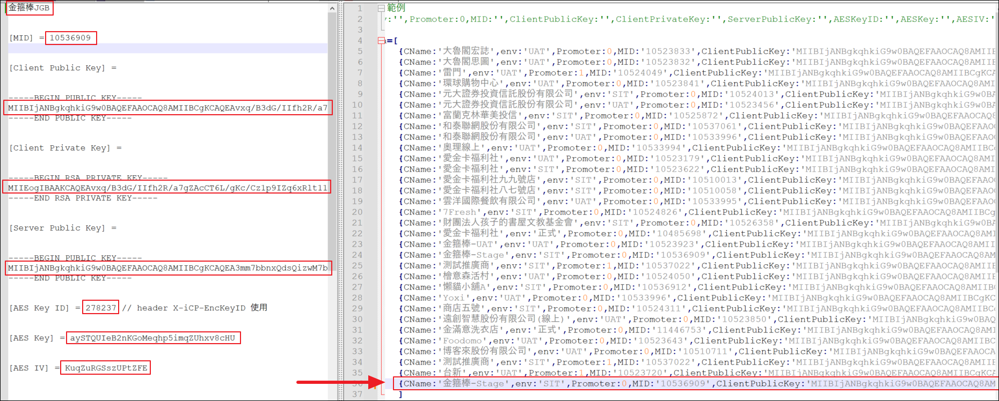 金箍棒JGB
[MID] = 10536909
[Client Public Key] =
-----BEGIN PUBLIC KEY-----
MIIBIjANBgkqhkiG9w0BAQEFAAOCAQ8AMIIBCgKCAQEAvxq/B3dG/IIfh2R/a7
-----END PUBLIC KEY-----
[Client Private Key] =
-----BEGIN RSA PRIVATE KEY-----
MIIEogIBAAKCAQEAvxq/B3dG/IIfh2R/a7gZAcCT6L/gKc/Cz1p9IZq6xRlt11
-----END RSA PRIVATE KEY-----
[Server Public Key] =
-----BEGIN PUBLIC KEY-----
MIIBIjANBgkqhkiG9w0BAQEFAAOCAQ8AMIIBCgKCAQEA3mm7bbnxQdsQizwM7b
-----END PUBLIC KEY-----
[AES Key ID] = 278237 // header X-iCP-EncKeyID 使用
[AES Key] = aySTQUIeB2nKGoMeqhp5imqZUhxv8cHU
[AES IV] = KuqZuRGSszUPtZFE
1 範例
2 :'',Promoter:0,MID:'',ClientPublicKey:'',ClientPrivateKey:'',ServerPublicKey:'',AESKeyID:'',AESKey:'',AESIV:'
3
4 =[
5 {CName:'大魯閣宏誌',env:'UAT',Promoter:0,MID:'10523833',ClientPublicKey:'MIIBIjANBgkqhkiG9w0BAQEFAAOCAQ8AMIIB
6 {CName:'大魯閣思圖',env:'UAT',Promoter:0,MID:'10523832',ClientPublicKey:'MIIBIjANBgkqhkiG9w0BAQEFAAOCAQ8AMIIB
7 {CName:'雷門',env:'UAT',Promoter:1,MID:'10524049',ClientPublicKey:'MIIBIjANBgkqhkiG9w0BAQEFAAOCAQ8AMIIBCgKCA
8 {CName:'環球購物中心',env:'UAT',Promoter:0,MID:'10523841',ClientPublicKey:'MIIBIjANBgkqhkiG9w0BAQEFAAOCAQ8AMI
9 {CName:'元大證券投資信託股份有限公司',env:'SIT',Promoter:0,MID:'10524013',ClientPublicKey:'MIIBIjANBgkqhkiG9w0BAQEFAAO
10 {CName:'元大證券投資信託股份有限公司',env:'UAT',Promoter:0,MID:'10523456',ClientPublicKey:'MIIBIjANBgkqhkiG9w0BAQEFAAO
11 {CName:'富蘭克林華美投信',env:'SIT',Promoter:0,MID:'10525872',ClientPublicKey:'MIIBIjANBgkqhkiG9w0BAQEFAAOCAQ8
12 {CName:'和泰聯網股份有限公司',env:'SIT',Promoter:0,MID:'10537061',ClientPublicKey:'MIIBIjANBgkqhkiG9w0BAQEFAAO
13 {CName:'和泰聯網股份有限公司',env:'UAT',Promoter:0,MID:'10533996',ClientPublicKey:'MIIBIjANBgkqhkiG9w0BAQEFAAO
14 {CName:'奧理線上',env:'UAT',Promoter:0,MID:'10533994',ClientPublicKey:'MIIBIjANBgkqhkiG9w0BAQEFAAOCAQ8AMIIBC
15 {CName:'愛金卡福利社',env:'UAT',Promoter:0,MID:'10523179',ClientPublicKey:'MIIBIjANBgkqhkiG9w0BAQEFAAOCAQ8AMI
16 {CName:'愛金卡福利社',env:'SIT',Promoter:0,MID:'10523622',ClientPublicKey:'MIIBIjANBgkqhkiG9w0BAQEFAAOCAQ8AMI
17 {CName:'愛金卡福利社九九號店',env:'SIT',Promoter:0,MID:'10510013',ClientPublicKey:'MIIBIjANBgkqhkiG9w0BAQEFAAO
18 {CName:'愛金卡福利社八七號店',env:'SIT',Promoter:0,MID:'10510058',ClientPublicKey:'MIIBIjANBgkqhkiG9w0BAQEFAAO
19 {CName:'雲洋國際餐飲有限公司',env:'UAT',Promoter:0,MID:'10533995',ClientPublicKey:'MIIBIjANBgkqhkiG9w0BAQEFAAO
20 {CName:'7Fresh',env:'SIT',Promoter:0,MID:'10524826',ClientPublicKey:'MIIBIjANBgkqhkiG9w0BAQEFAAOCAQ8AMIIBCg
21 {CName:'財團法人孩子的書屋文教基金會',env:'SIT',Promoter:0,MID:'10526358',ClientPublicKey:'MIIBIjANBgkqhkiG9w0BAQEFAAO
22 {CName:'愛金卡福利社',env:'正式',Promoter:0,MID:'10485698',ClientPublicKey:'MIIBIjANBgkqhkiG9w0BAQEFAAOCAQ8AMI
23 {CName:'金箍棒-UAT',env:'UAT',Promoter:0,MID:'10523923',ClientPublicKey:'MIIBIjANBgkqhkiG9w0BAQEFAAOCAQ8AMI
24 {CName:'金箍棒-Stage',env:'SIT',Promoter:0,MID:'10536909',ClientPublicKey:'MIIBIjANBgkqhkiG9w0BAQEFAAOCAQ8AM
25 {CName:'測試推廣商',env:'SIT',Promoter:1,MID:'10537022',ClientPublicKey:'MIIBIjANBgkqhkiG9w0BAQEFAAOCAQ8AMIIB
26 {CName:'檜意森活村',env:'UAT',Promoter:0,MID:'10524050',ClientPublicKey:'MIIBIjANBgkqhkiG9w0BAQEFAAOCAQ8AMIIB
27 {CName:'懶貓小舖A',env:'SIT',Promoter:0,MID:'10536912',ClientPublicKey:'MIIBIjANBgkqhkiG9w0BAQEFAAOCAQ8AMIIB
28 {CName:'Yoxi',env:'UAT',Promoter:0,MID:'10533996',ClientPublicKey:'MIIBIjANBgkqhkiG9w0BAQEFAAOCAQ8AMIIBCgKC
29 {CName:'商店五號',env:'SIT',Promoter:0,MID:'10524311',ClientPublicKey:'MIIBIjANBgkqhkiG9w0BAQEFAAOCAQ8AMIIBC
30 {CName:'遠創智慧股份有限公司(線上)',env:'UAT',Promoter:0,MID:'10523850',ClientPublicKey:'MIIBIjANBgkqhkiG9w0BAQEFAAO
31 {CName:'金滿意洗衣店',env:'正式',Promoter:0,MID:'11446753',ClientPublicKey:'MIIBIjANBgkqhkiG9w0BAQEFAAOCAQ8AMI
32 {CName:'Foodomo',env:'UAT',Promoter:0,MID:'10523643',ClientPublicKey:'MIIBIjANBgkqhkiG9w0BAQEFAAOCAQ8AMIIBC
33 {CName:'博客來股份有限公司',env:'UAT',Promoter:0,MID:'10510711',ClientPublicKey:'MIIBIjANBgkqhkiG9w0BAQEFAAOCA
34 {CName:'測試推廣商',env:'SIT',Promoter:1,MID:'10537022',ClientPublicKey:'MIIBIjANBgkqhkiG9w0BAQEFAAOCAQ8AMIIB
35 {CName:'台新',env:'UAT',Promoter:1,MID:'10523720',ClientPublicKey:'MIIBIjANBgkqhkiG9w0BAQEFAAOCAQ8AMIIBCgKCA
36 {CName:'金箍棒-Stage',env:'SIT',Promoter:0,MID:'10536909',ClientPublicKey:'MIIBIjANBgkqhkiG9w0BAQEFAAOCAQ8AM
37 ]